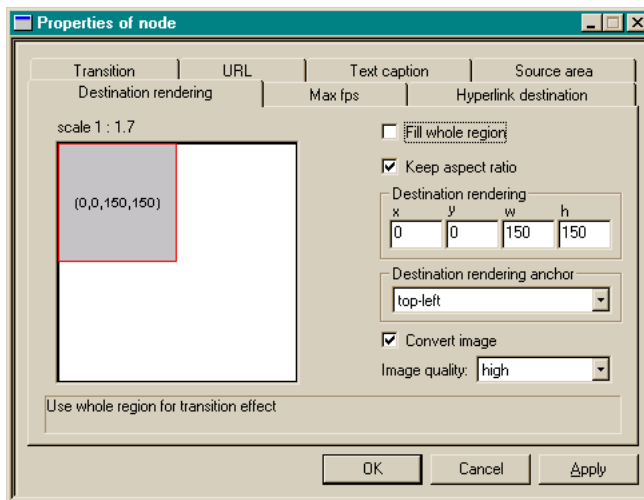 Properties of node
Transition
URL
Text caption
Source area
Destination rendering
Max fps
Hyperlink destination
scale 1 : 1.7
(0,0,150,150)
Fill whole region
Keep aspect ratio
Destination rendering
x y w h
0 0 150 150
Destination rendering anchor
top-left
Convert image
Image quality: high
Use whole region for transition effect
OK Cancel Apply